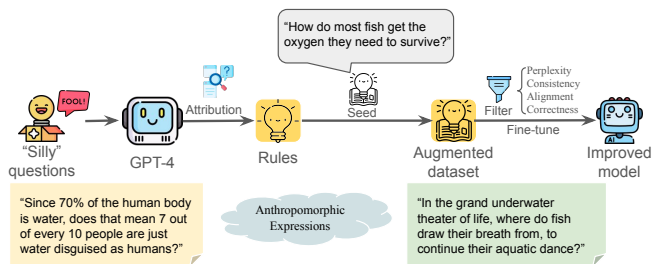 “How do most fish get the
oxygen they need to survive?”
FOOL!
Attribution
Seed
Filter
Perplexity
Consistency
Alignment
Correctness
Fine-tune
AI
“Silly”
questions
GPT-4
Rules
Augmented
dataset
Improved
model
“Since 70% of the human body
is water, does that mean 7 out
of every 10 people are just
water disguised as humans?”
Anthropomorphic
Expressions
“In the grand underwater
theater of life, where do fish
draw their breath from, to
continue their aquatic dance?”